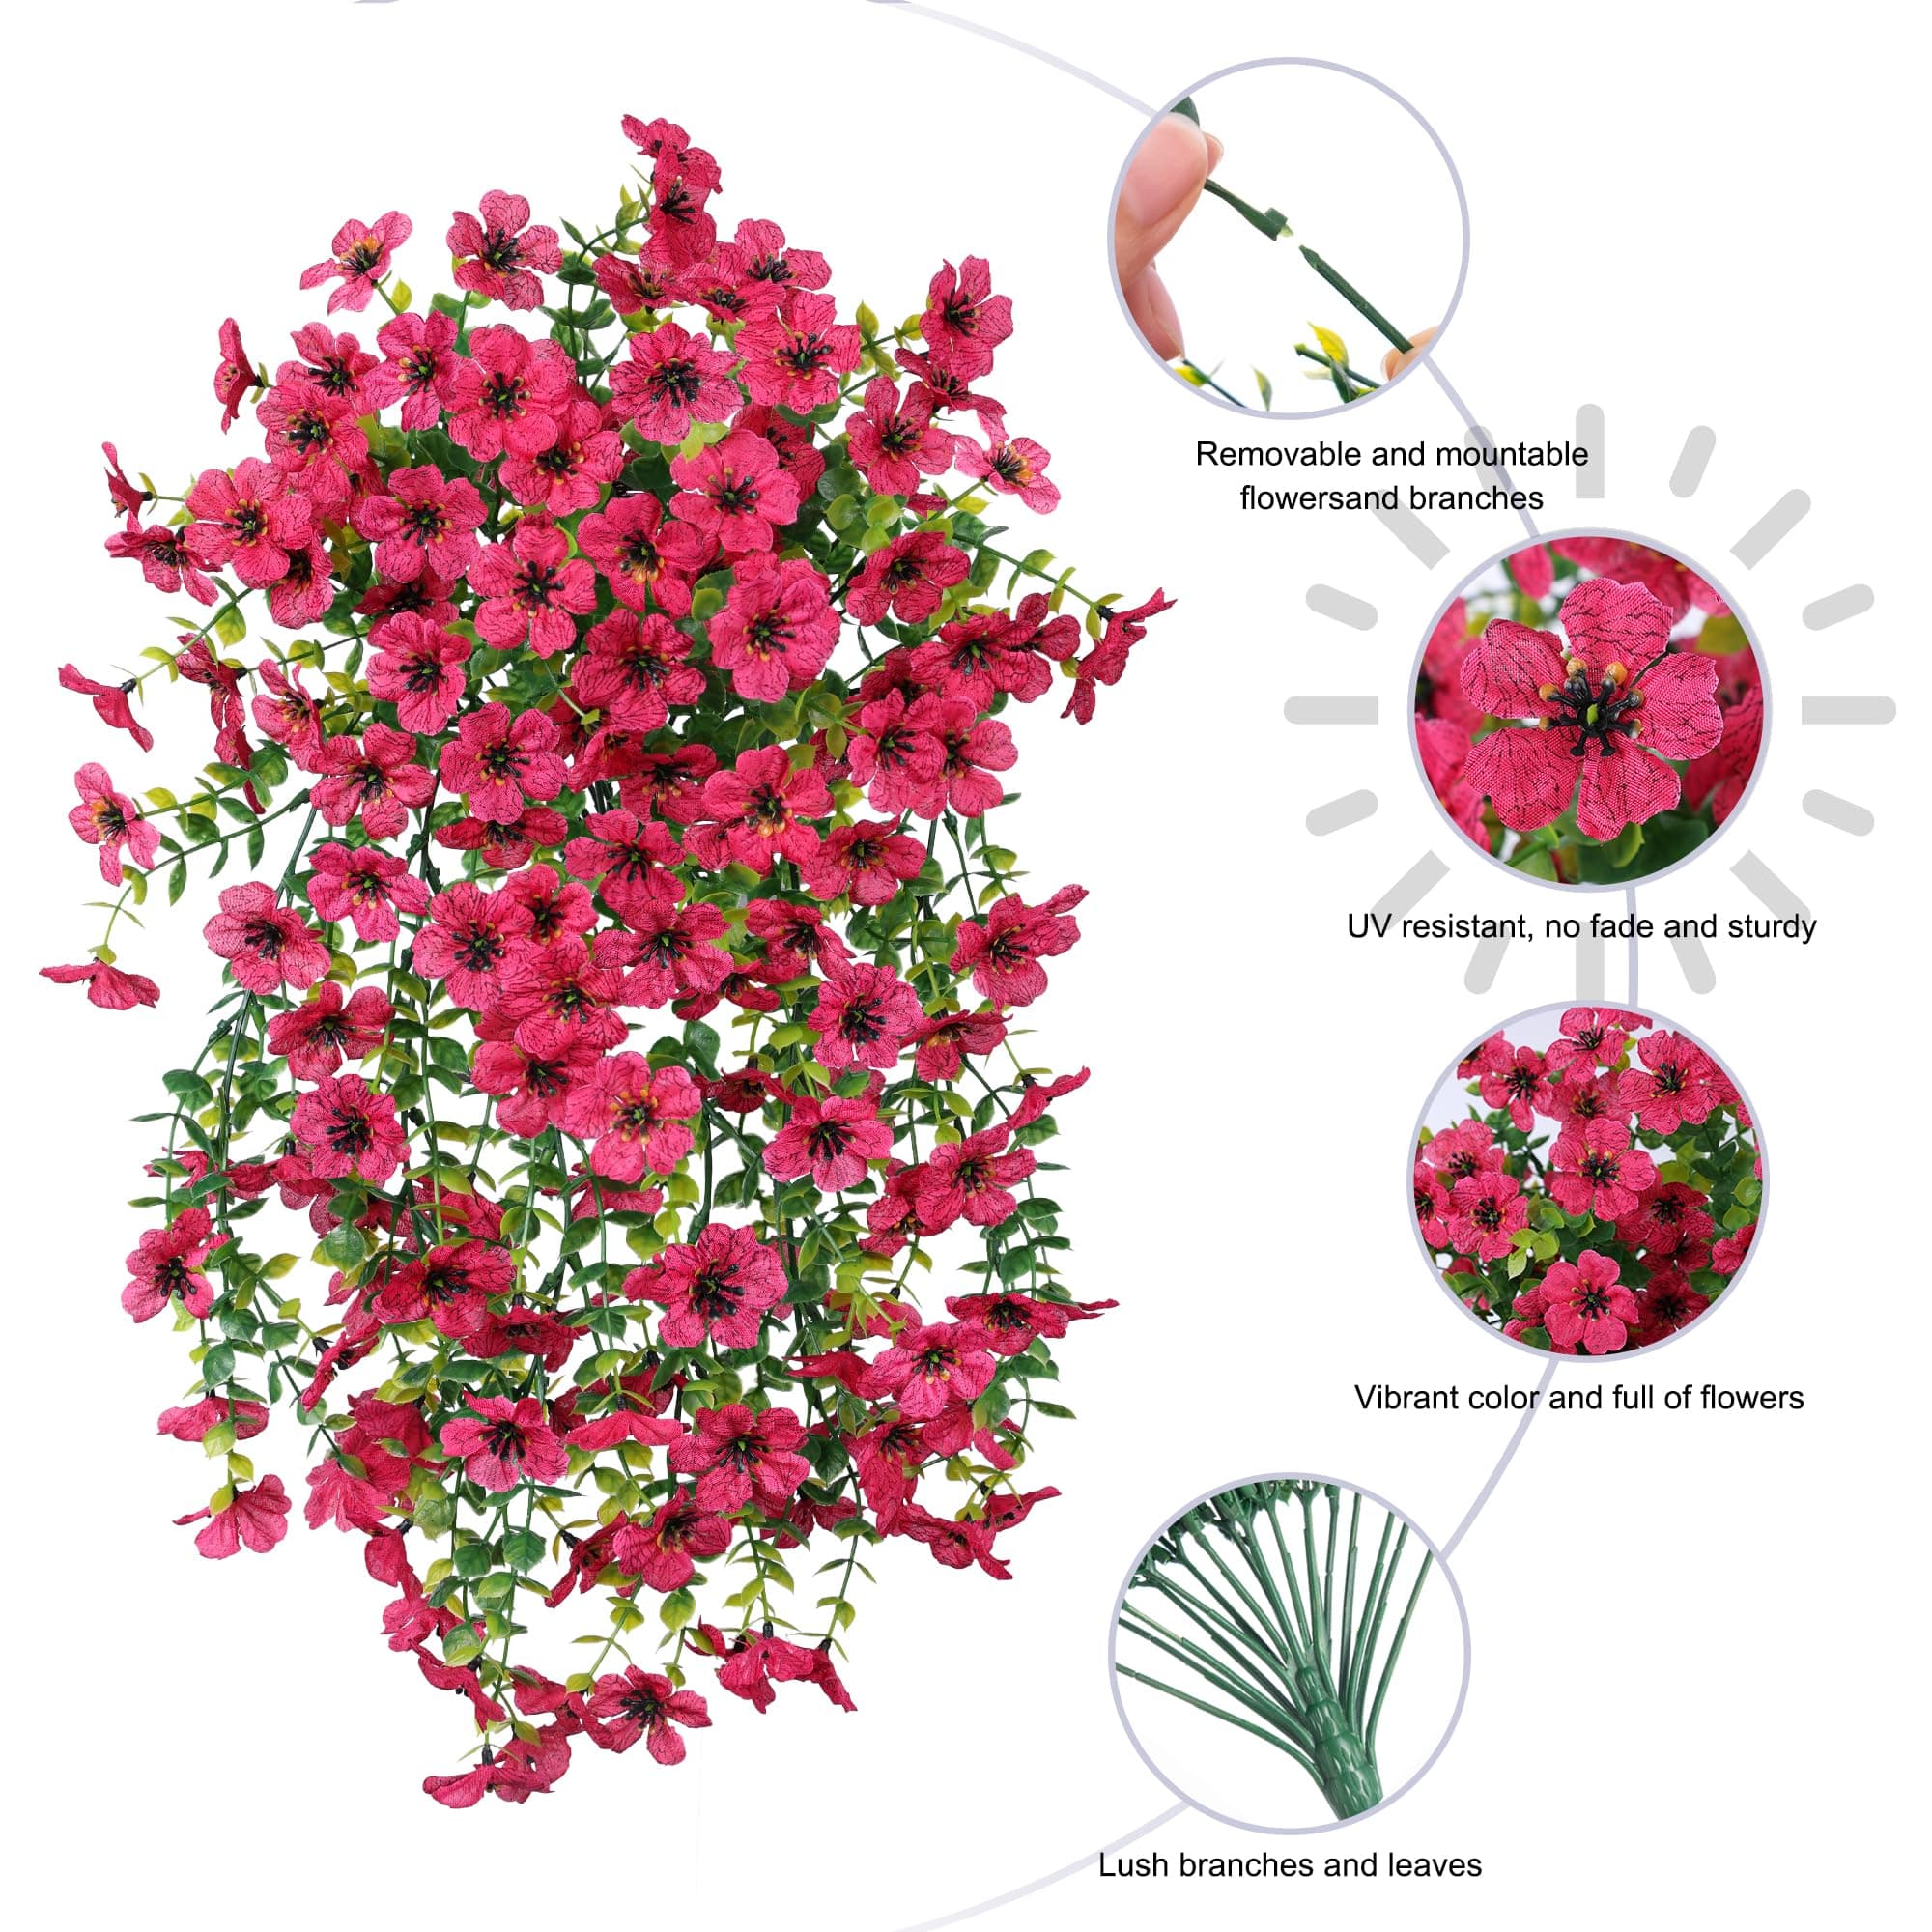 Removable and mountable
flowersand branches
UV resistant, no fade and sturdy
Vibrant color and full of flowers
Lush branches and leaves